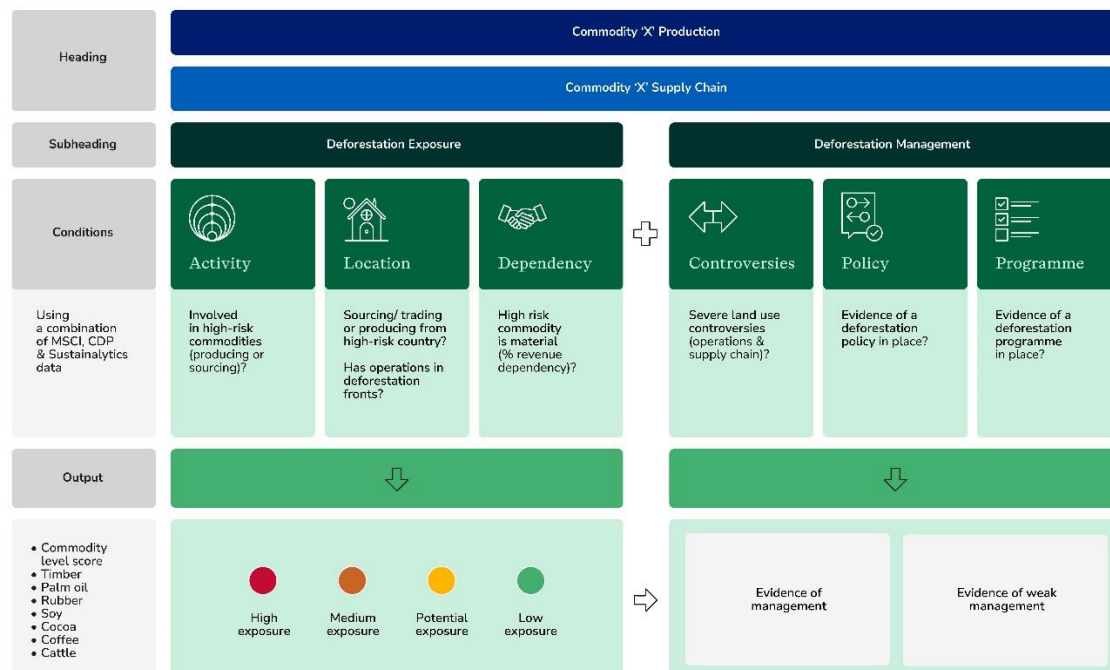 Heading
Commodity ‘X’ Production
Commodity ‘X’ Supply Chain
Subheading
Deforestation Exposure
Deforestation Management
Conditions
Activity
Location
Dependency
Controversies
Policy
Programme
Using
a combination
of MSCI, CDP
& Sustainalytics
data
Involved
in high-risk
commodities
(producing or
sourcing)?
Sourcing/ trading
or producing from
high-risk country?
Has operations in
deforestation
fronts?
High risk
commodity
is material
(% revenue
dependency)?
Severe land use
controversies
(operations &
supply chain)?
Evidence of a
deforestation
policy in place?
Evidence of a
deforestation
programme
in place?
Output
• Commodity
level score
• Timber
• Palm oil
• Rubber
• Soy
• Cocoa
• Coffee
• Cattle
High
exposure
Medium
exposure
Potential
exposure
Low
exposure
Evidence of
management
Evidence of weak
management